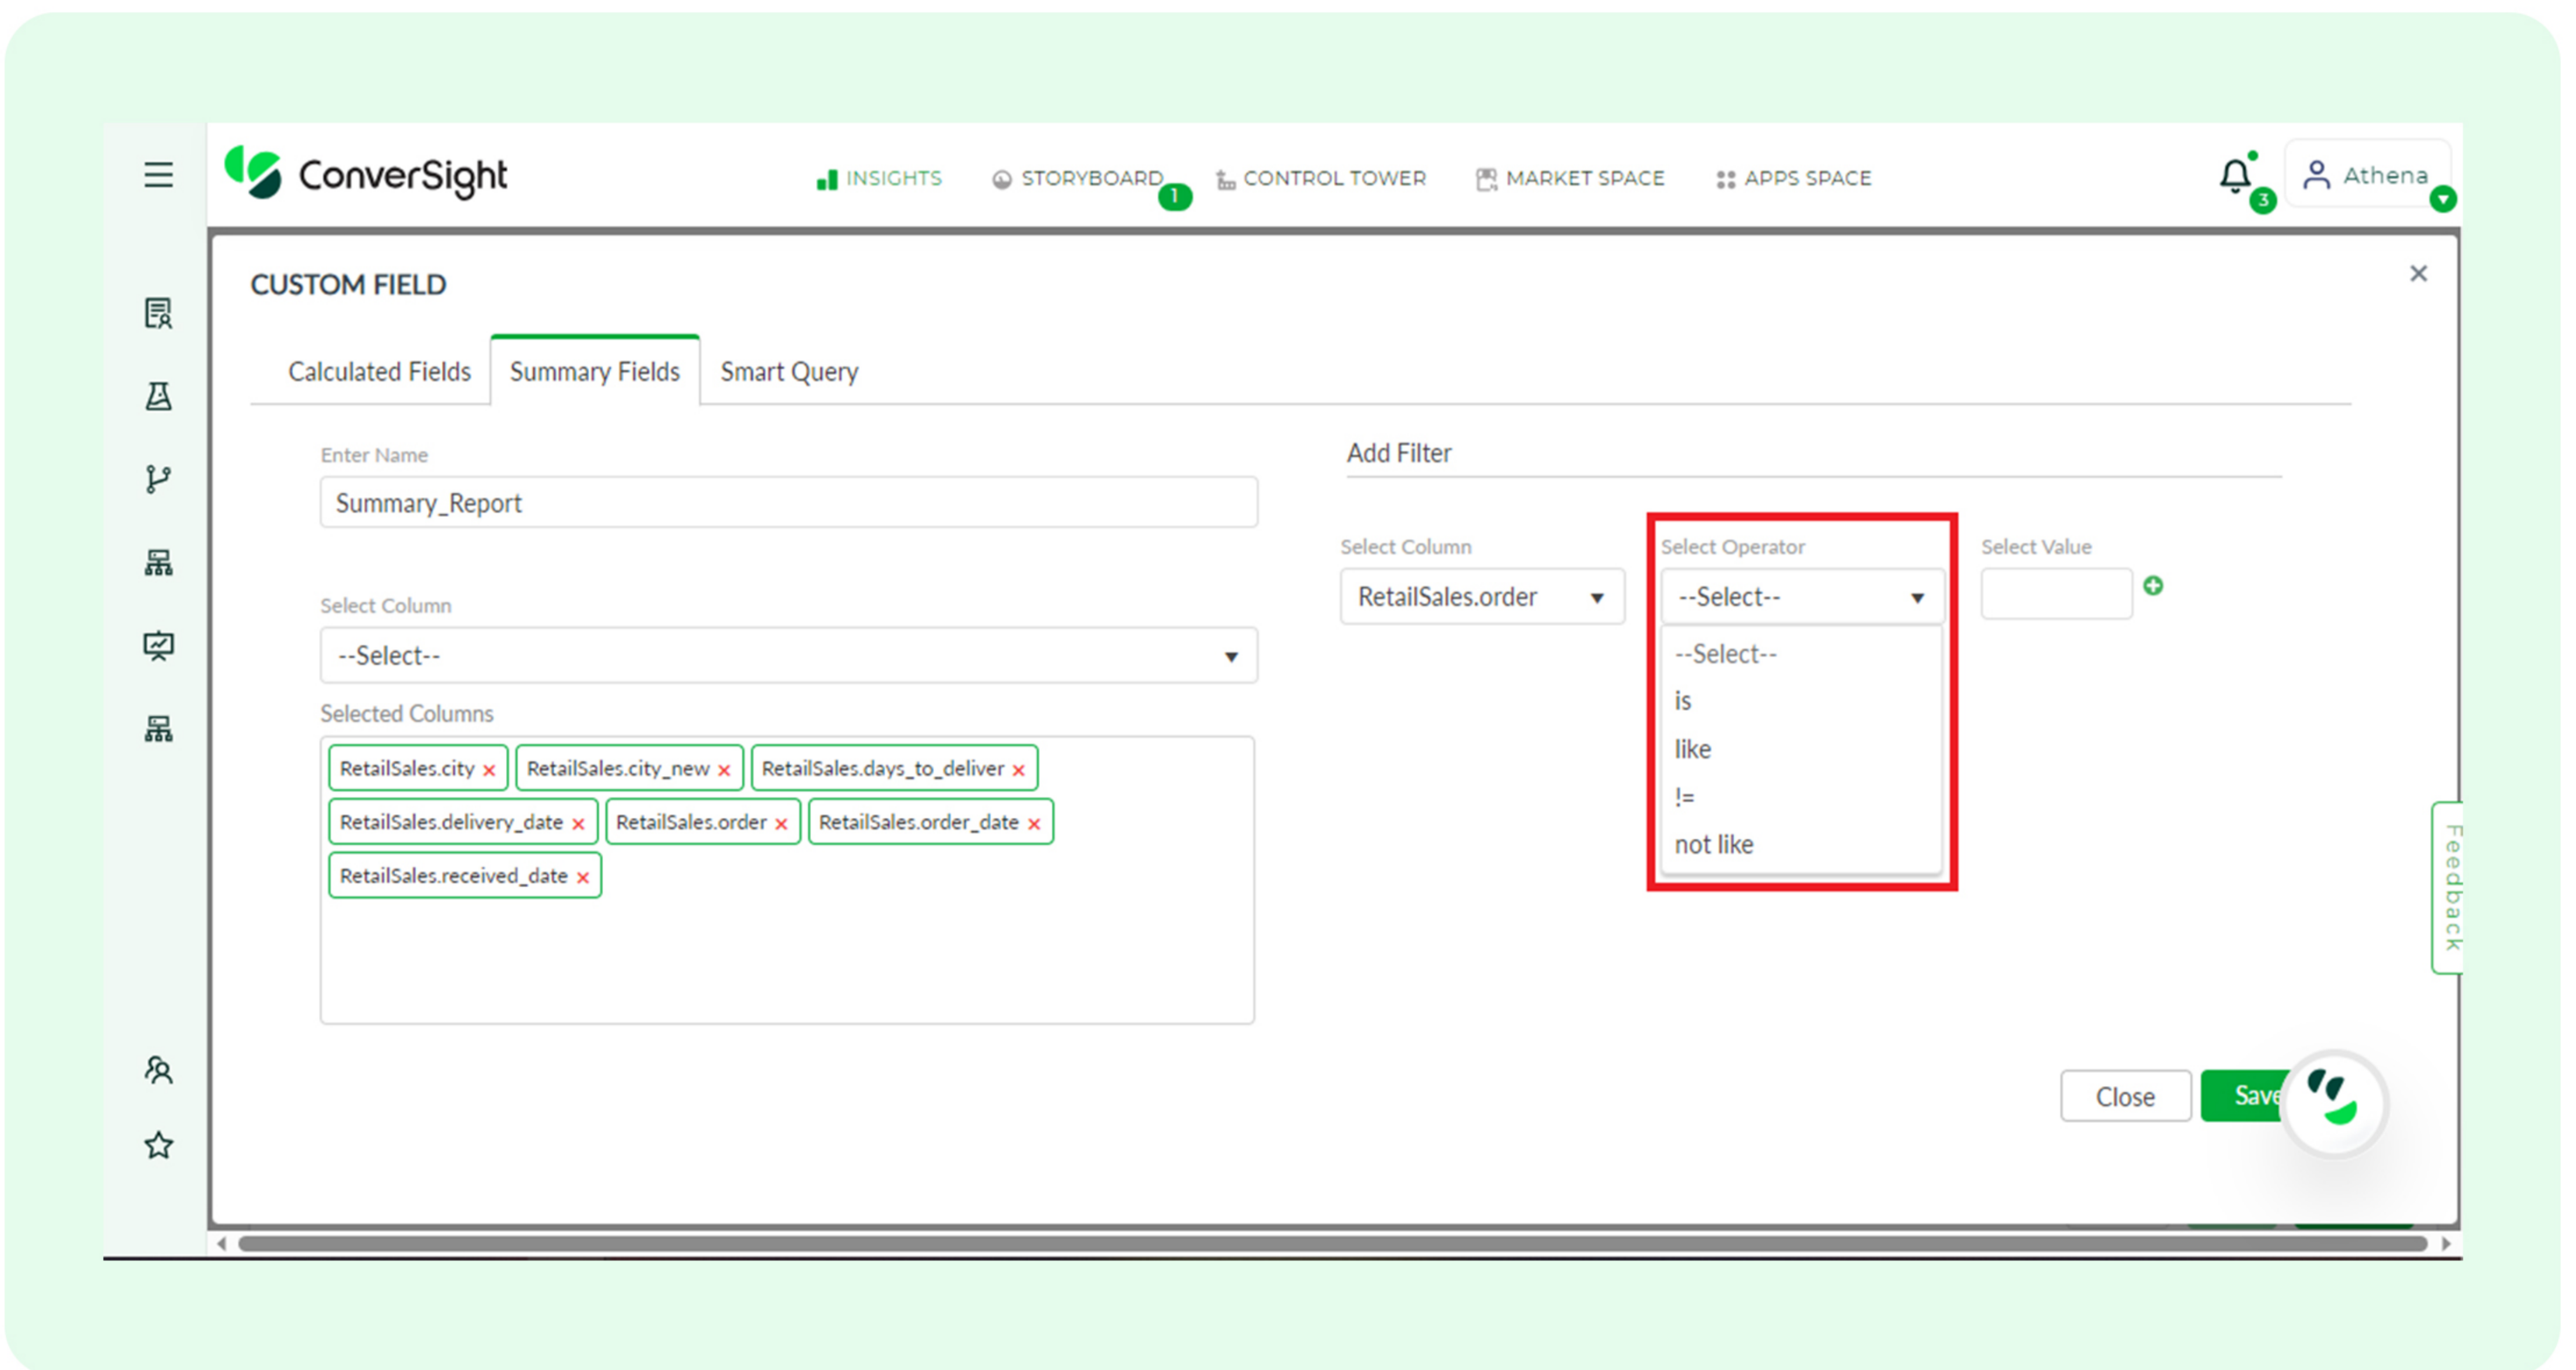 ConverSight
INSIGHTS
STORYBOARD
1
CONTROL TOWER
MARKET SPACE
APPS SPACE
3
Athena
CUSTOM FIELD
Calculated Fields
Summary Fields
Smart Query
Enter Name
Summary_Report
Select Column
--Select--
Selected Columns
RetailSales.city × RetailSales.city_new × RetailSales.days_to_deliver ×
RetailSales.delivery_date × RetailSales.order × RetailSales.order_date ×
RetailSales.received_date ×
Add Filter
Select Column
RetailSales.order
Select Operator
--Select--
--Select--
is
like
!=
not like
Select Value
Feedback
Close
Save